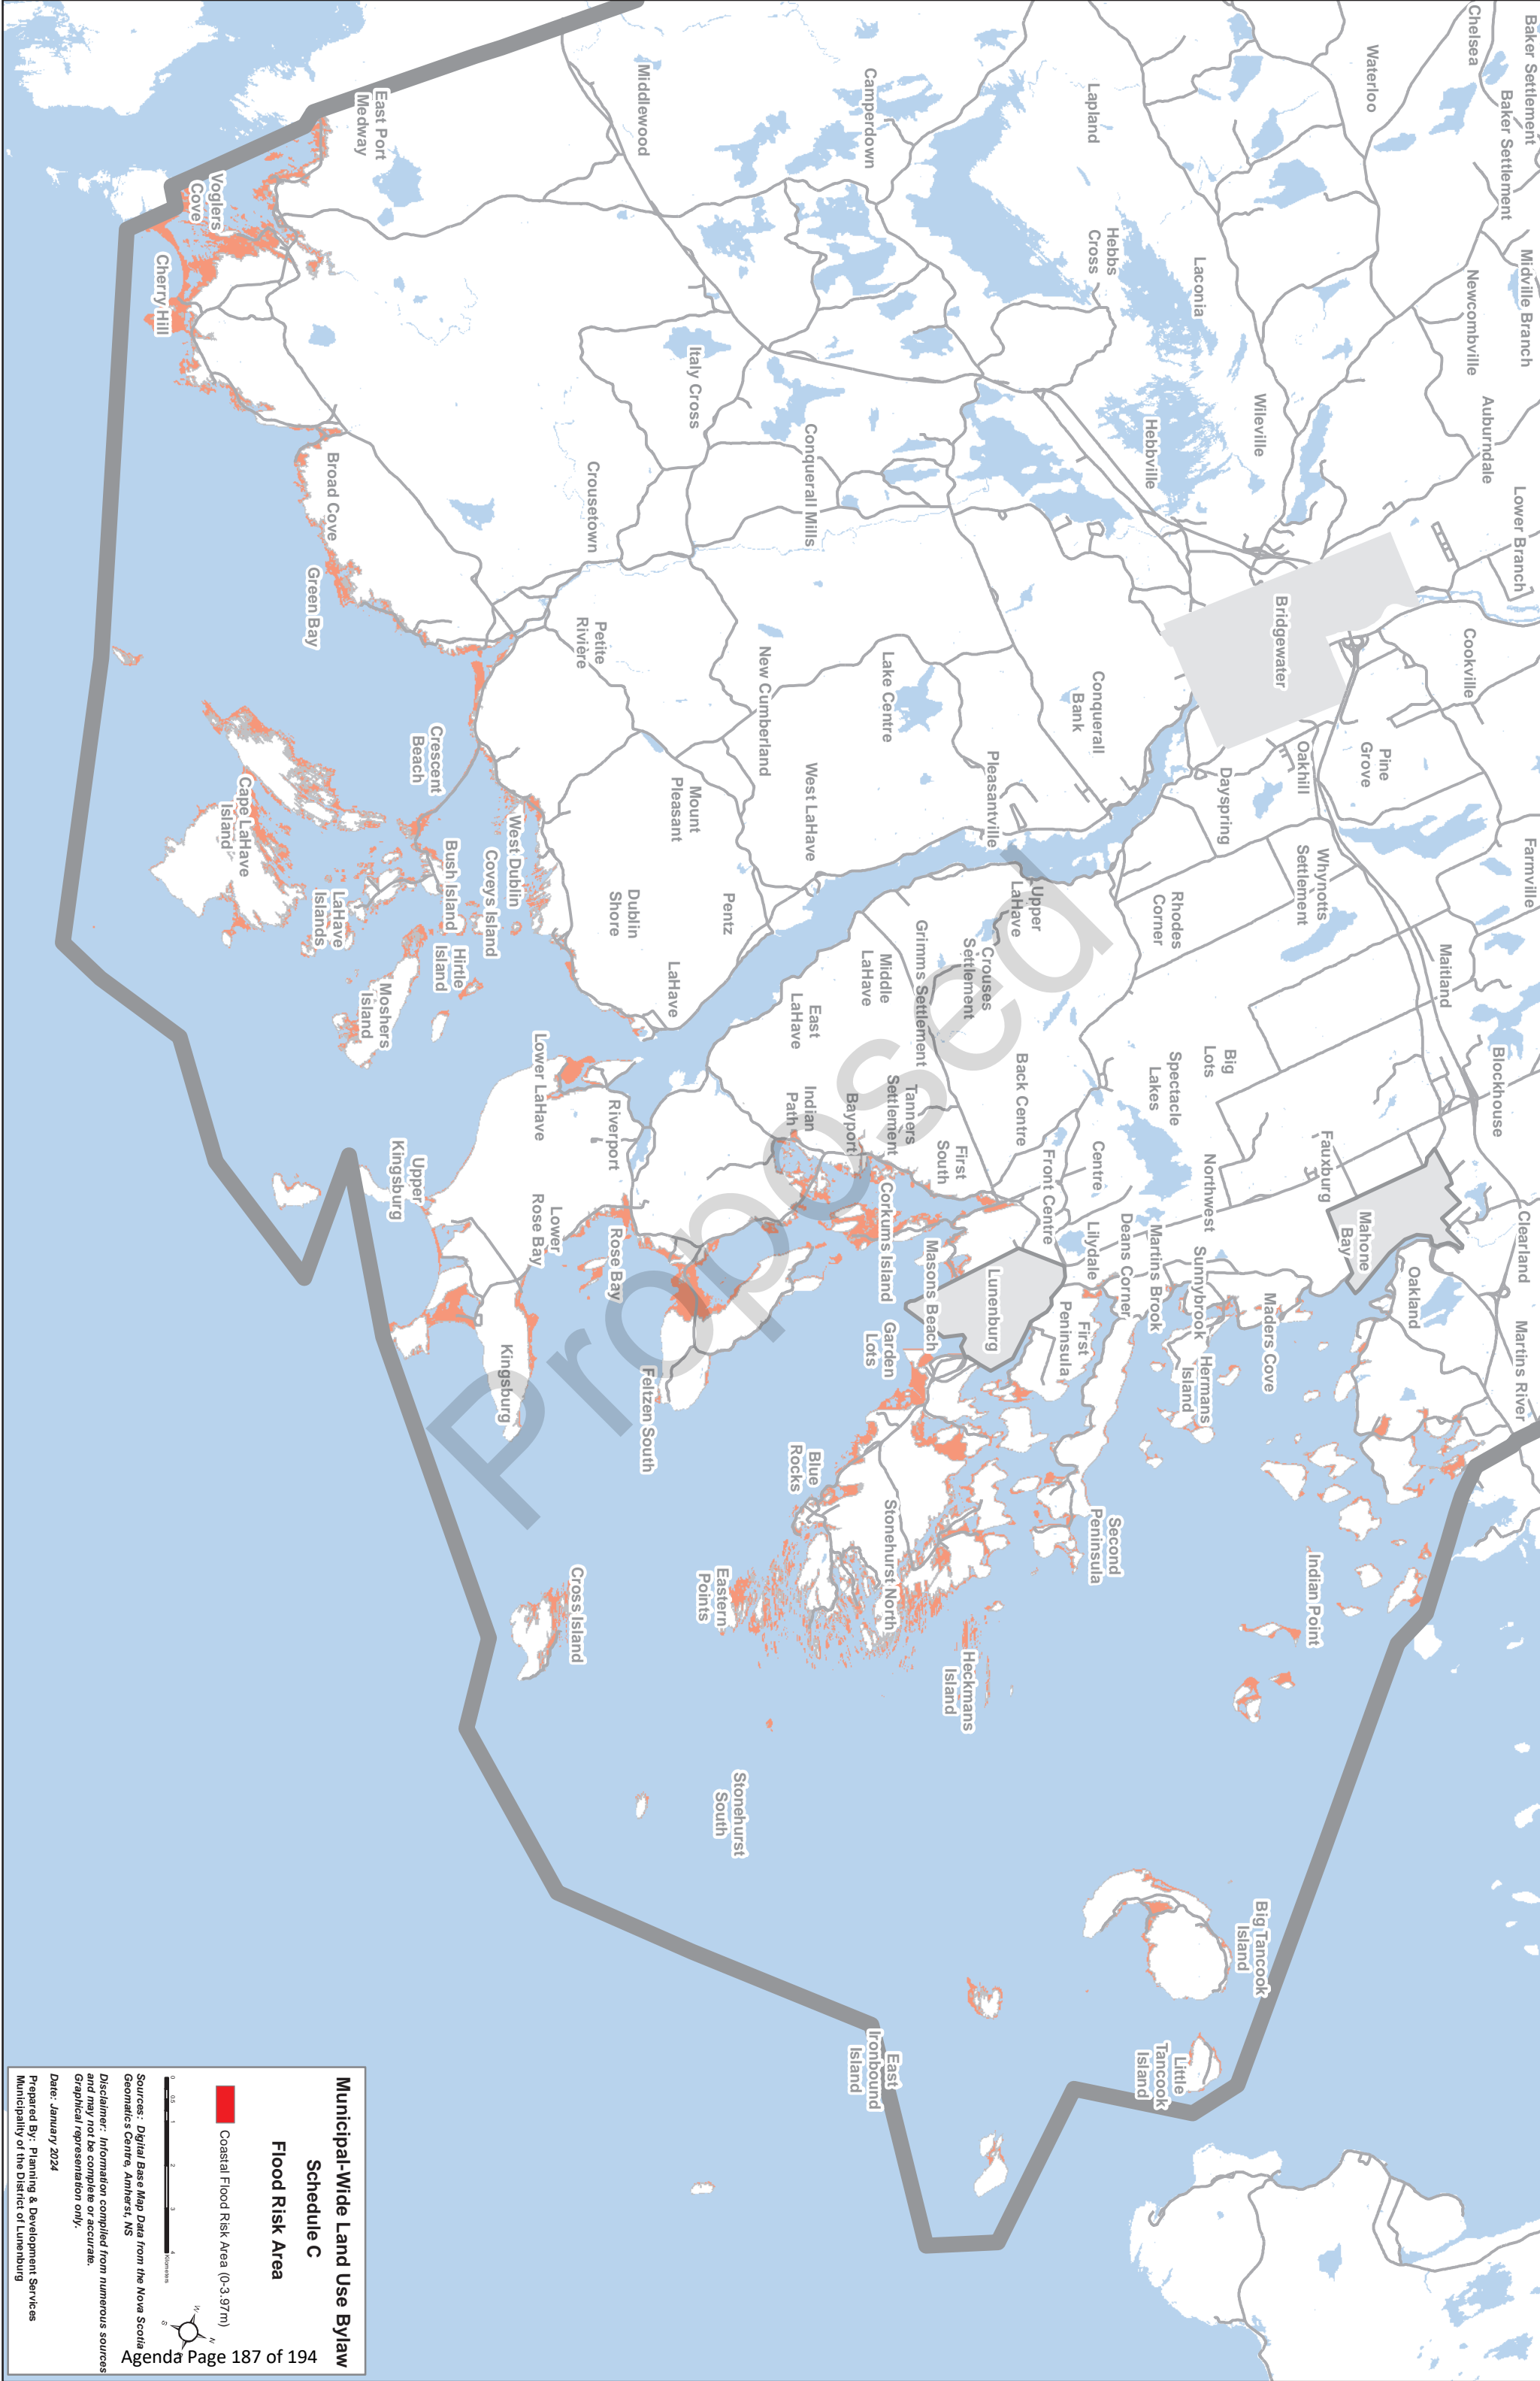 Baker Settlement
Baker Settlement
Chelsea
Waterloo
Midville Branch
Newcombville
Auburndale
Lower Branch
Lapland
Camperdown
Middlewood
East Port
Medway
Voglers
Cove
Cherry Hill
Hebbs
Cross
Laconia
Wileville
Hebbville
Italy Cross
Conquerall Mills
Crousetown
Broad Cove
Green Bay
Petite
Rivière
New Cumberland
Lake Centre
Conquerall
Bank
Bridgewater
Cookville
Pine
Grove
Oakhill
Dayspring
Whynotts
Settlement
Farmville
Maitland
Rhodes
Corner
Pleasantville
West LaHave
Mount
Pleasant
Crescent
Beach
Cape LaHave
Island
LaHave
Islands
Bush Island
Coveys Island
West Dublin
Dublin
Shore
Pentz
LaHave
Hirtle
Island
Moshers
Island
Upper
LaHave
Crouses
Settlement
Grimms Settlement
Middle
LaHave
East
LaHave
Back Centre
Big
Lots
Spectacle
Lakes
Blockhouse
Fauxburg
Northwest
Centre
Front Centre
First
South
Tanners
Settlement
Bayport
Indian
Path
Riverport
Lower LaHave
Upper
Kingsburg
Lower
Rose Bay
Rose Bay
Kingsburg
Feltzen South
Corkums Island
Masons Beach
Garden
Lots
Lunenburg
Lilydale
Deans Corner
Martins Brook
Sunnybrook
Maders Cove
Mahone
Bay
Clearland
Oakland
Martins River
Hermans
Island
First
Peninsula
Second
Peninsula
Indian Point
Blue
Rocks
Stonehurst North
Eastern
Points
Heckmans
Island
Cross Island
Stonehurst
South
Big Tancook
Island
Little
Tancook
Island
East
Ironbound
Island
Proposed
Municipal-Wide Land Use Bylaw
Schedule C
Flood Risk Area
Coastal Flood Risk Area (0-3.97m)
0 0.5 1 2 3 4
Kilometers
N
W
S
Sources: Digital Base Map Data from the Nova Scotia
Geomatics Centre, Amherst, NS
Disclaimer: Information compiled from numerous sources
and may not be complete or accurate.
Graphical representation only.
Date: January 2024
Prepared By: Planning & Development Services
Municipality of the District of Lunenburg
Agenda Page 187 of 194